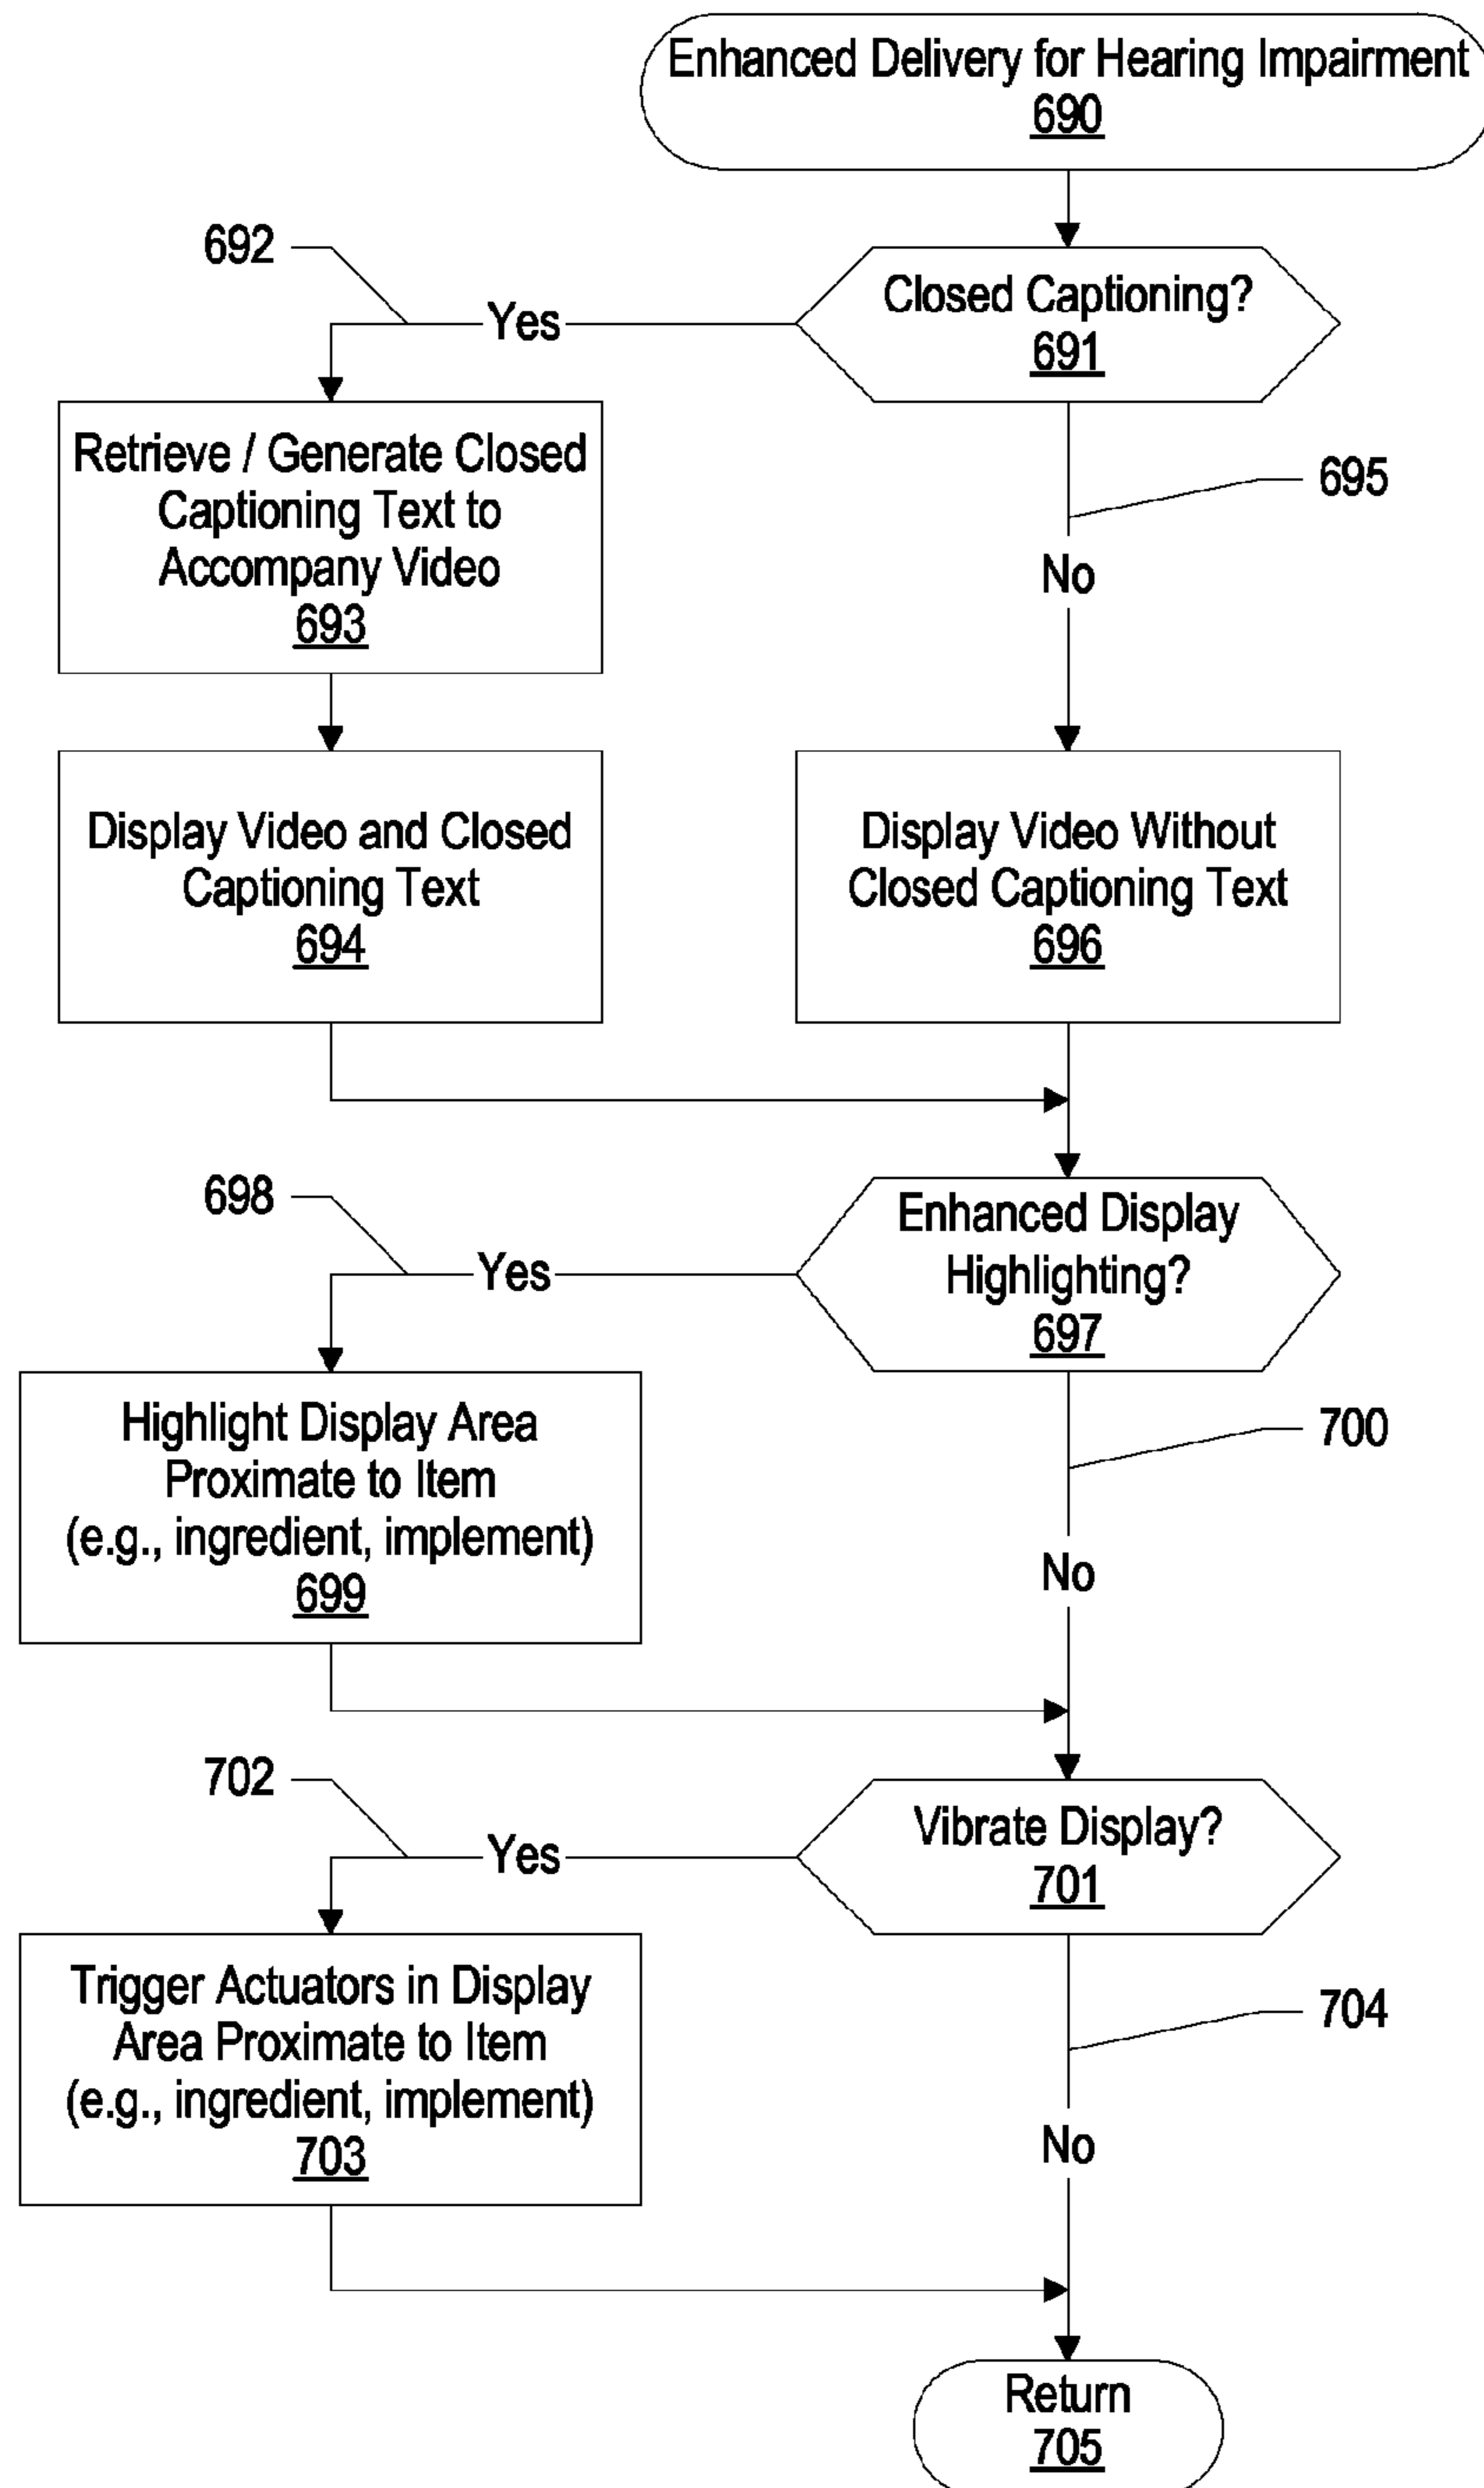 Enhanced Delivery for Hearing Impairment
690
692
Closed Captioning?
691
Yes
Retrieve / Generate Closed
Captioning Text to
Accompany Video
693
695
No
Display Video and Closed
Captioning Text
694
Display Video Without
Closed Captioning Text
696
698
Enhanced Display
Highlighting?
697
Yes
Highlight Display Area
Proximate to Item
(e.g., ingredient, implement)
699
700
No
702
Vibrate Display?
701
Yes
Trigger Actuators in Display
Area Proximate to Item
(e.g., ingredient, implement)
703
704
No
Return
705